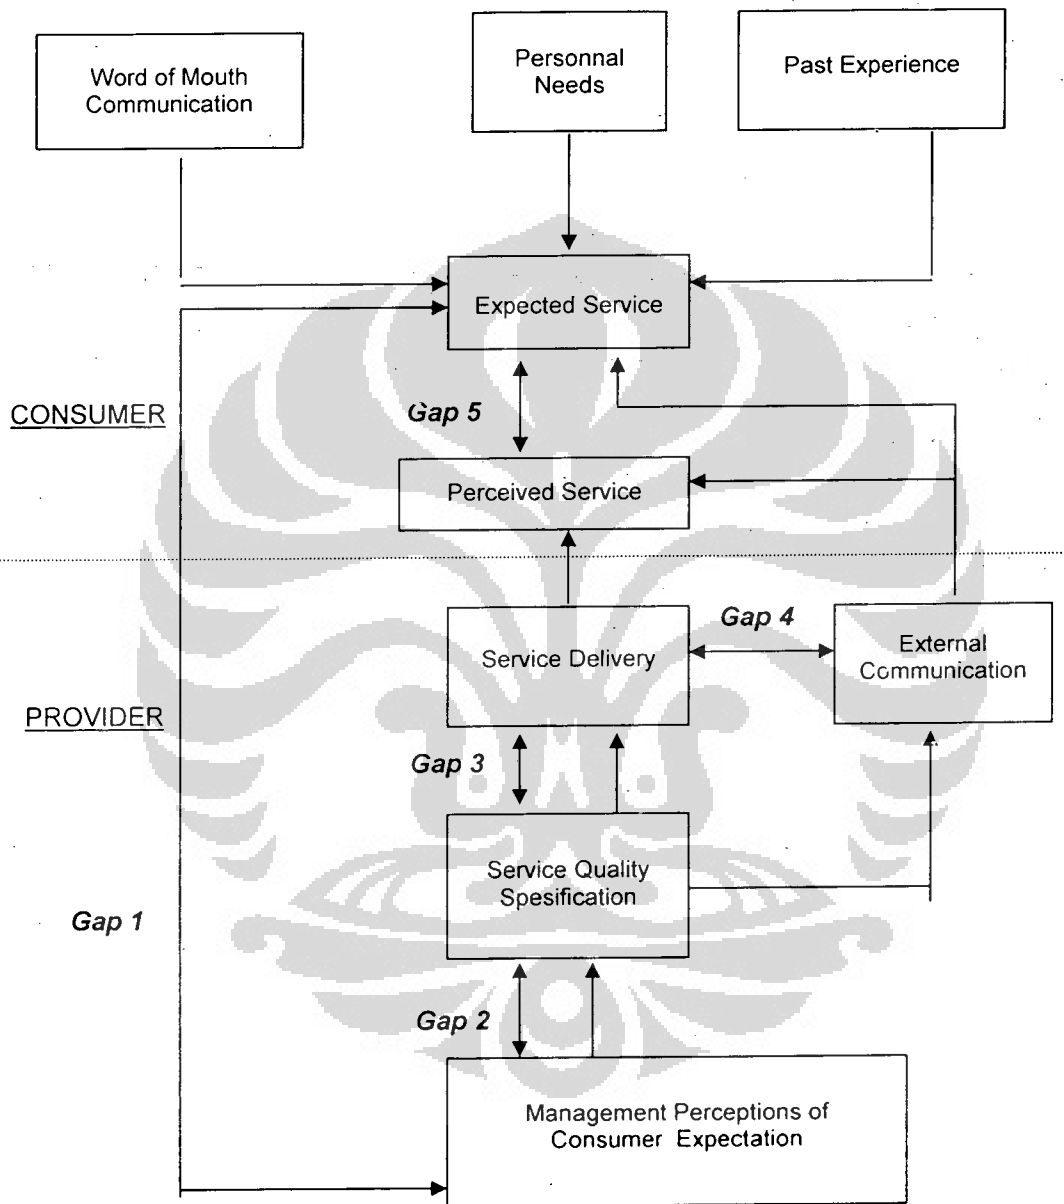 Word of Mouth
Communication
Personnal
Needs
Past Experience
Expected Service
CONSUMER
Gap 5
Perceived Service
Service Delivery
Gap 4
External
Communication
PROVIDER
Gap 3
Service Quality
Spesification
Gap 1
Gap 2
Management Perceptions of
Consumer Expectation